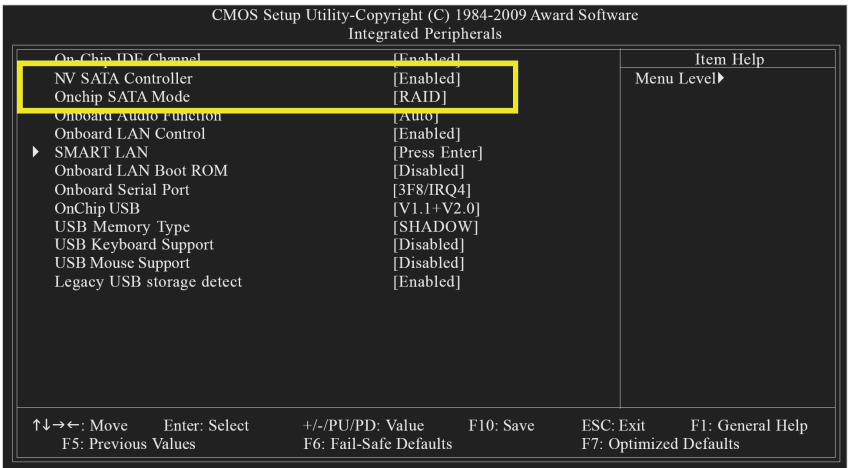 CMOS Setup Utility-Copyright (C) 1984-2009 Award Software
Integrated Peripherals
On-Chip IDE Channel [Enabled] Item Help
NV SATA Controller [Enabled] Menu Level▶
Onchip SATA Mode [RAID]
Onboard Audio Function [Auto]
Onboard LAN Control [Enabled]
▶ SMART LAN [Press Enter]
Onboard LAN Boot ROM [Disabled]
Onboard Serial Port [3F8/IRQ4]
OnChip USB [V1.1+V2.0]
USB Memory Type [SHADOW]
USB Keyboard Support [Disabled]
USB Mouse Support [Disabled]
Legacy USB storage detect [Enabled]
↑↓→←: Move Enter: Select +/-/PU/PD: Value F10: Save ESC: Exit F1: General Help
F5: Previous Values F6: Fail-Safe Defaults F7: Optimized Defaults